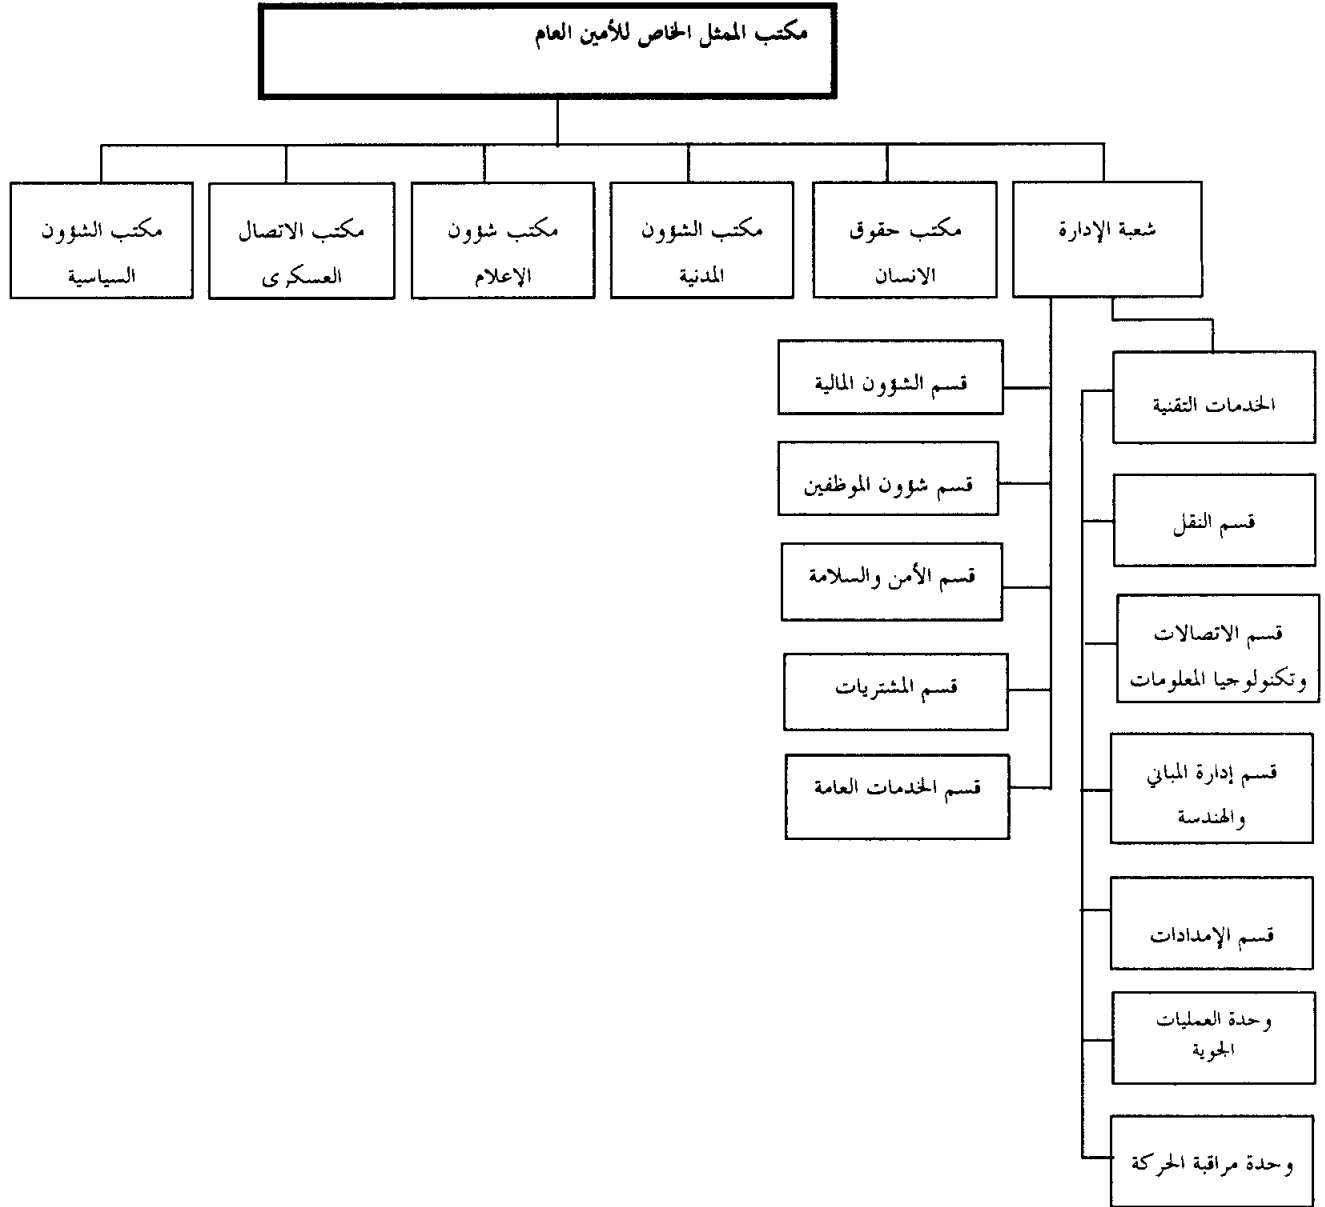 مكتب الممثل الخاص للأمين العام
شعبة الإدارة
مكتب حقوق
الانسان
مكتب الشؤون
المدنية
مكتب شؤون
الإعلام
مكتب الاتصال
العسكرى
مكتب الشؤون
السياسية
الخدمات التقنية
قسم النقل
قسم الاتصالات
وتكنولوجيا المعلومات
قسم إدارة المباني
والهندسة
قسم الإمدادات
وحدة العمليات
الجوية
وحدة مراقبة الحركة
قسم الشؤون المالية
قسم شؤون الموظفين
قسم الأمن والسلامة
قسم المشتريات
قسم الخدمات العامة